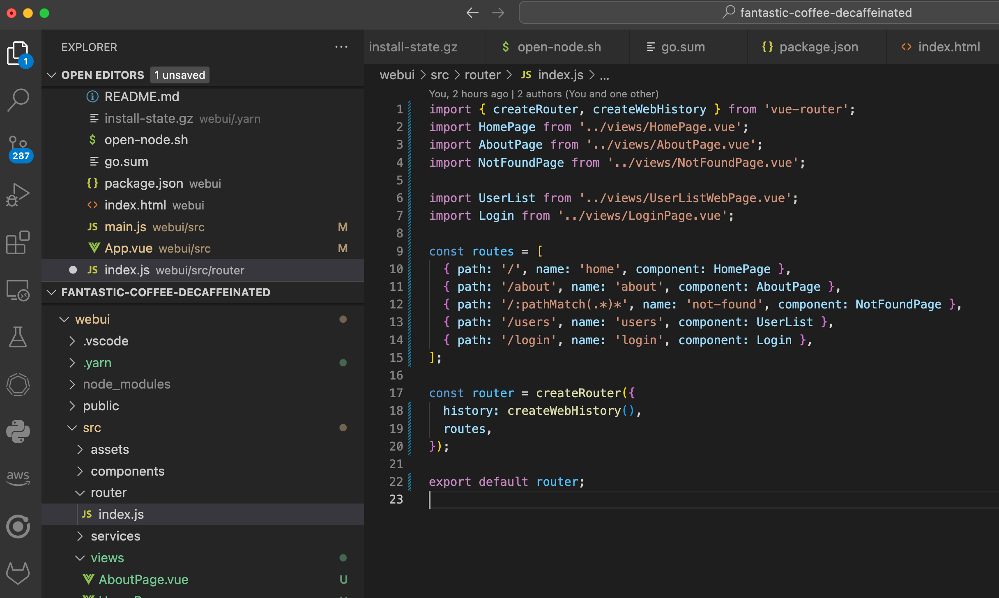 fantastic-coffee-decaffeinated
EXPLORER
1
OPEN EDITORS 1 unsaved
README.md
install-state.gz webui/.yarn
$ open-node.sh
go.sum
{} package.json webui
<> index.html webui
JS main.js webui/src M
App.vue webui/src M
JS index.js webui/src/router
FANTASTIC-COFFEE-DECAFFEINATED
webui
.vscode
.yarn
node_modules
public
src
assets
components
router
JS index.js
services
views
AboutPage.vue U
287
aws
install-state.gz
$ open-node.sh
go.sum
{} package.json
<> index.html
webui > src > router > JS index.js > ...
You, 2 hours ago | 2 authors (You and one other)
1 import { createRouter, createWebHistory } from 'vue-router';
2 import HomePage from '../views/HomePage.vue';
3 import AboutPage from '../views/AboutPage.vue';
4 import NotFoundPage from '../views/NotFoundPage.vue';
5
6 import UserList from '../views/UserListWebPage.vue';
7 import Login from '../views/LoginPage.vue';
8
9 const routes = [
10 { path: '/', name: 'home', component: HomePage },
11 { path: '/about', name: 'about', component: AboutPage },
12 { path: '/:pathMatch(.*)*', name: 'not-found', component: NotFoundPage },
13 { path: '/users', name: 'users', component: UserList },
14 { path: '/login', name: 'login', component: Login },
15 ];
16
17 const router = createRouter({
18 history: createWebHistory(),
19 routes,
20 });
21
22 export default router;
23